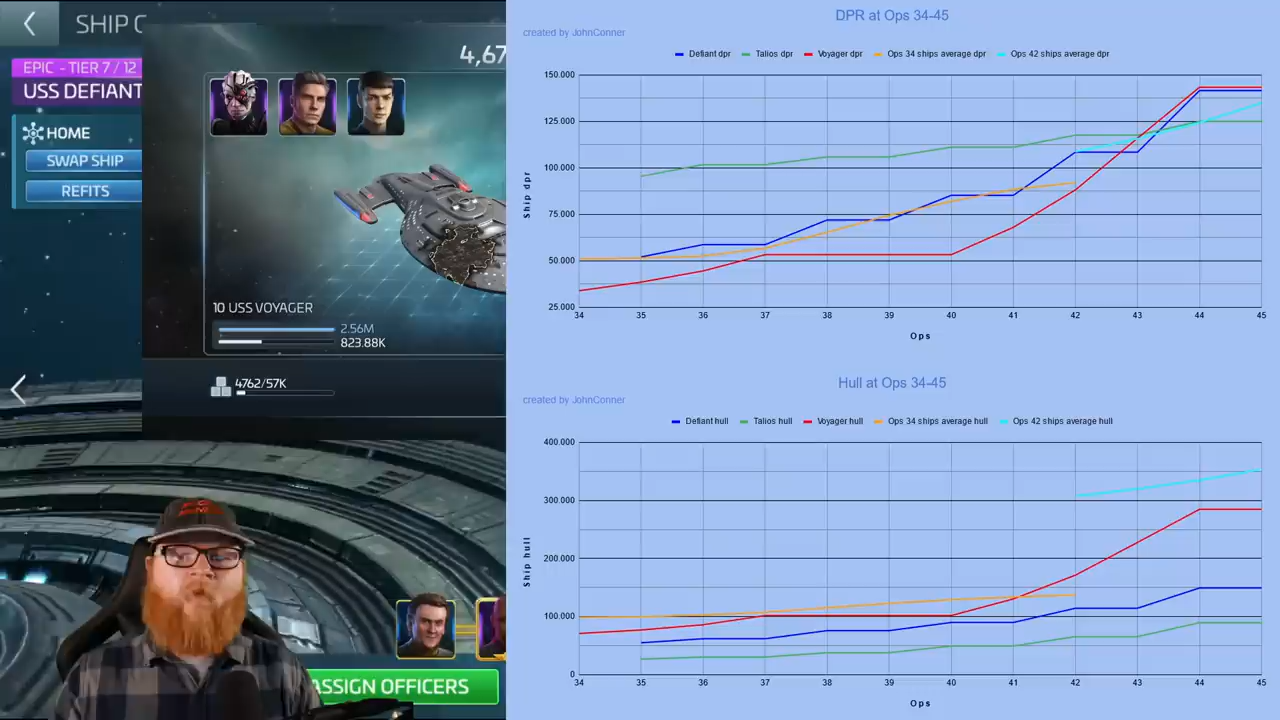 SHIP C
EPIC - TIER 7 / 12
USS DEFIANT
HOME
SWAP SHIP
REFITS
4,67
10 USS VOYAGER
2.56M
823.88K
4762/57K
ASSIGN OFFICERS
DPR at Ops 34-45
created by JohnConner
Defiant dpr
Talios dpr
Voyager dpr
Ops 34 ships average dpr
Ops 42 ships average dpr
Ship dpr
150.000
125.000
100.000
75.000
50.000
25.000
34 35 36 37 38 39 40 41 42 43 44 45
Ops
Hull at Ops 34-45
created by JohnConner
Defiant hull
Talios hull
Voyager hull
Ops 34 ships average hull
Ops 42 ships average hull
Ship hull
400.000
300.000
200.000
100.000
0
34 35 36 37 38 39 40 41 42 43 44 45
Ops